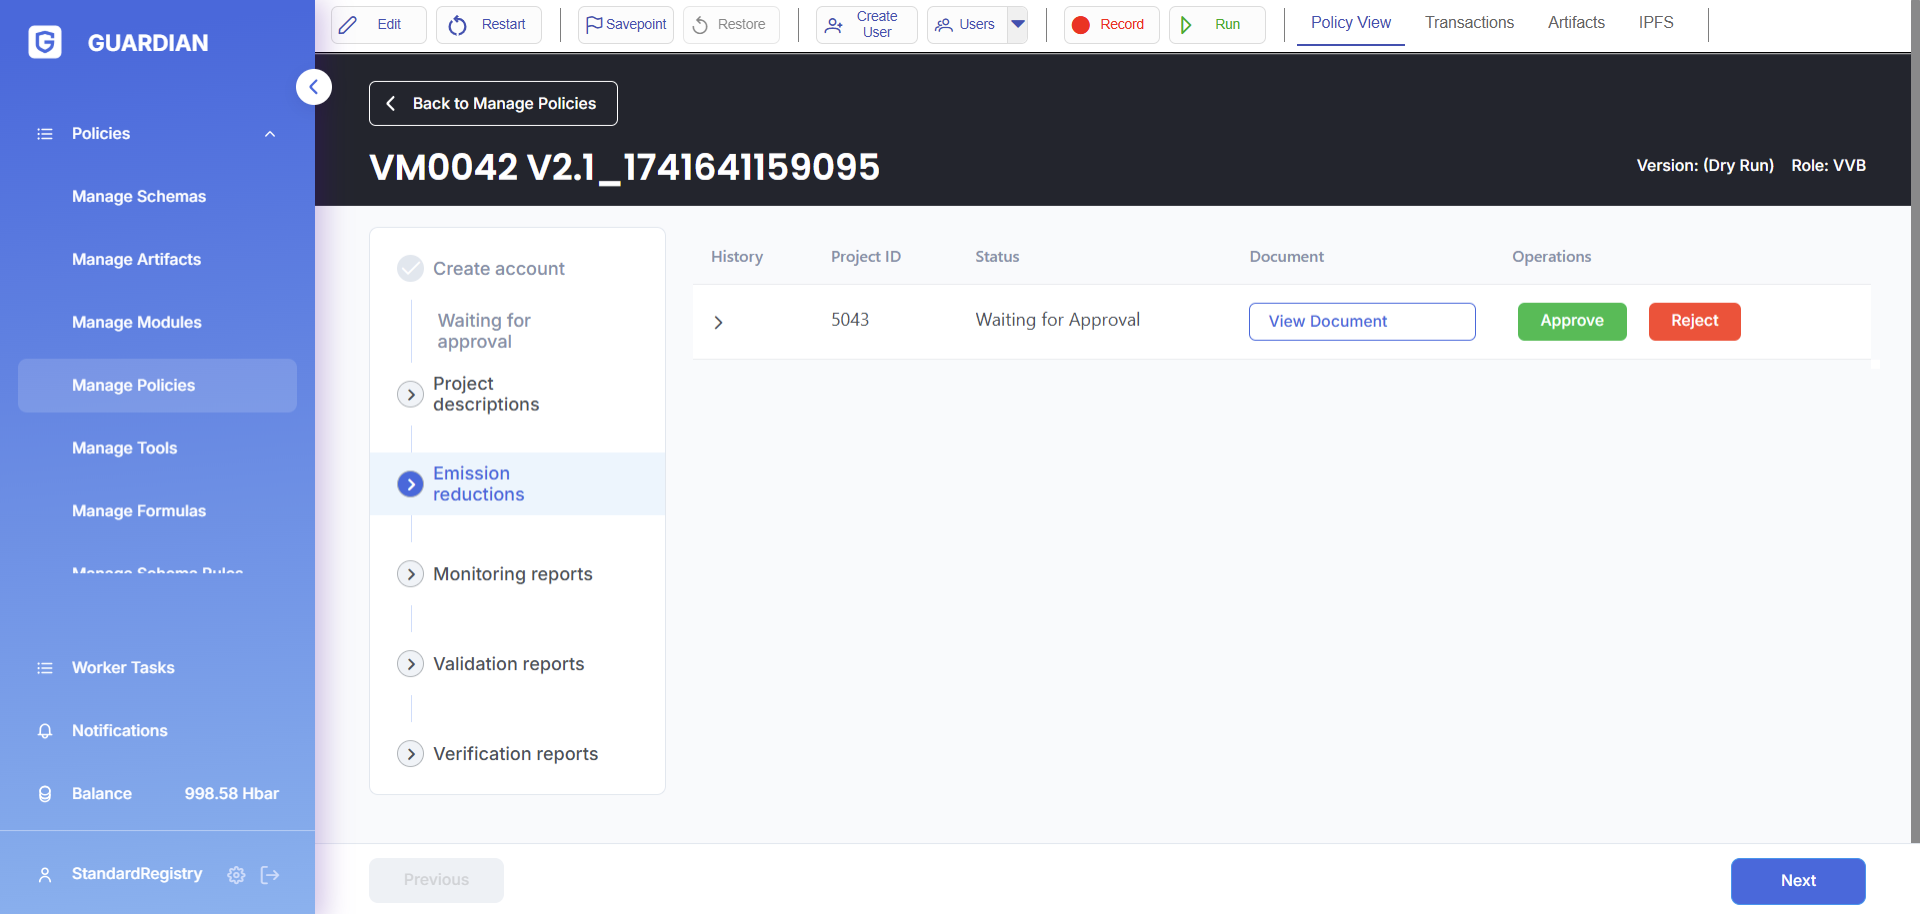 GUARDIAN
Policies
Manage Schemas
Manage Artifacts
Manage Modules
Manage Policies
Manage Tools
Manage Formulas
Manage Schema Rules
Worker Tasks
Notifications
Balance 998.58 Hbar
StandardRegistry
Edit Restart Savepoint Restore Create User Users Record Run Policy View Transactions Artifacts IPFS
Back to Manage Policies
VM0042 V2.1_1741641159095
Version: (Dry Run) Role: VVB
Create account
Waiting for
approval
Project
descriptions
Emission
reductions
Monitoring reports
Validation reports
Verification reports
History Project ID Status Document Operations
5043 Waiting for Approval View Document Approve Reject
Previous Next